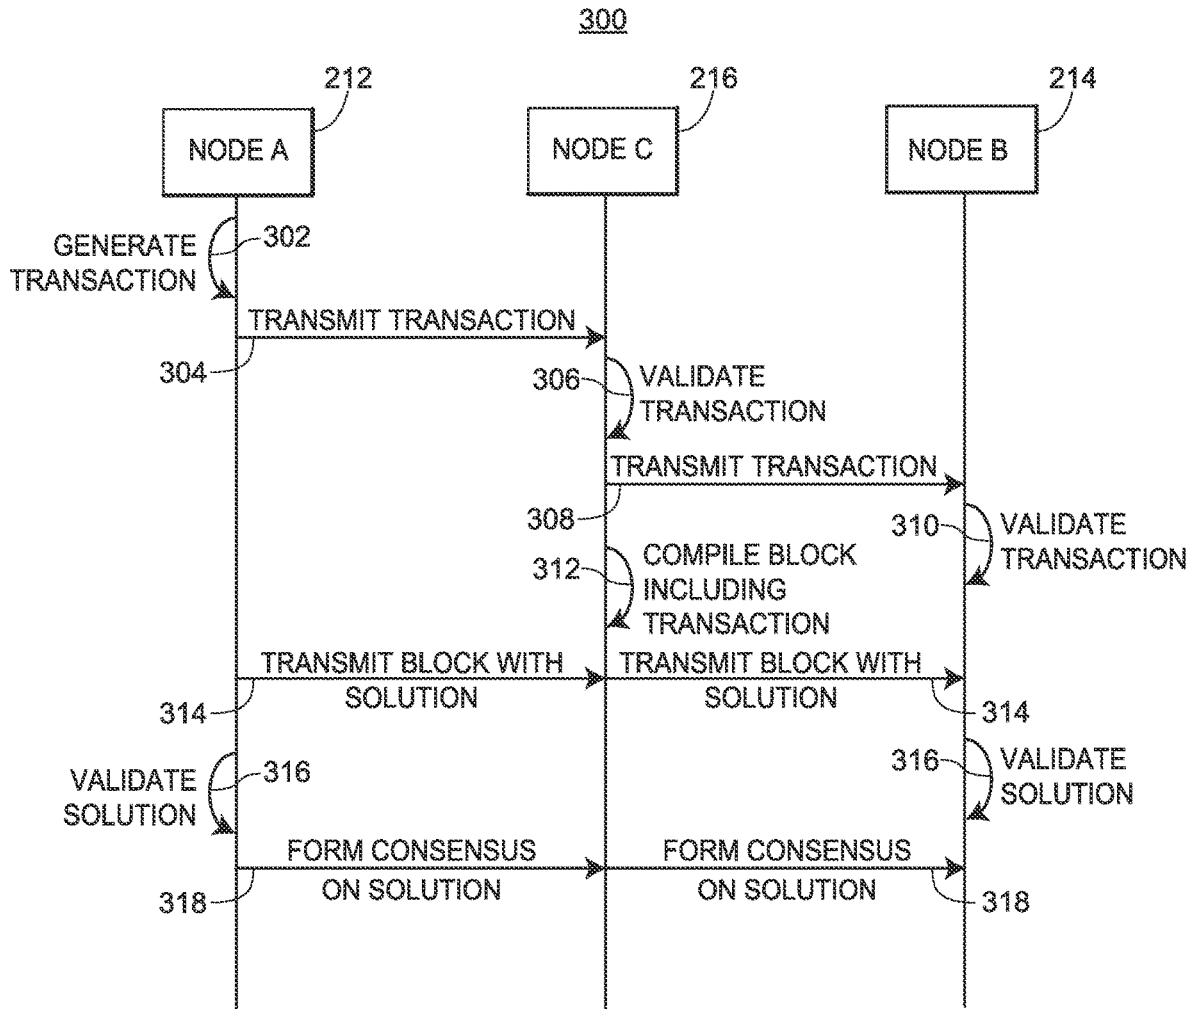 300
212
216
214
NODE A
NODE C
NODE B
GENERATE
TRANSACTION
302
TRANSMIT TRANSACTION
304
306
VALIDATE
TRANSACTION
TRANSMIT TRANSACTION
308
310
VALIDATE
TRANSACTION
312
COMPILE BLOCK
INCLUDING
TRANSACTION
TRANSMIT BLOCK WITH
SOLUTION
TRANSMIT BLOCK WITH
SOLUTION
314
314
VALIDATE
SOLUTION
316
316
VALIDATE
SOLUTION
FORM CONSENSUS
ON SOLUTION
FORM CONSENSUS
ON SOLUTION
318
318